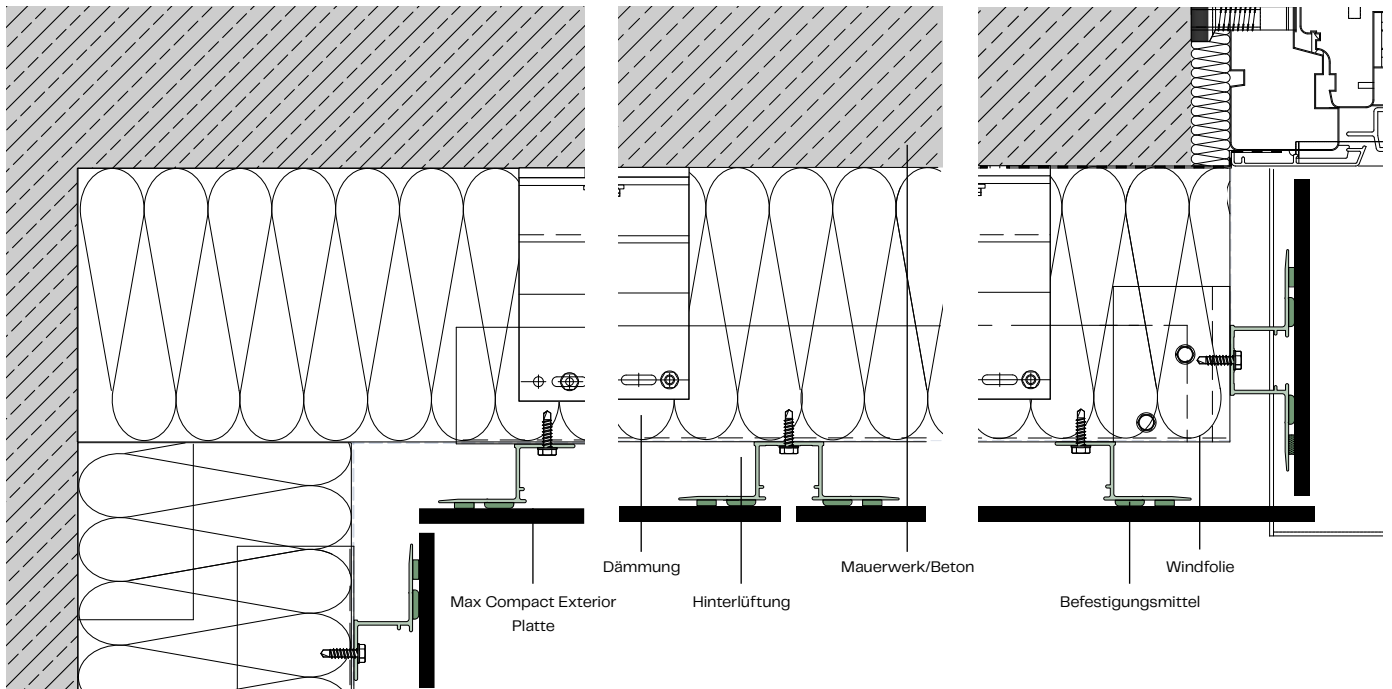 Dämmung
Mauerwerk/Beton
Windfolie
Max Compact Exterior
Platte
Hinterlüftung
Befestigungsmittel